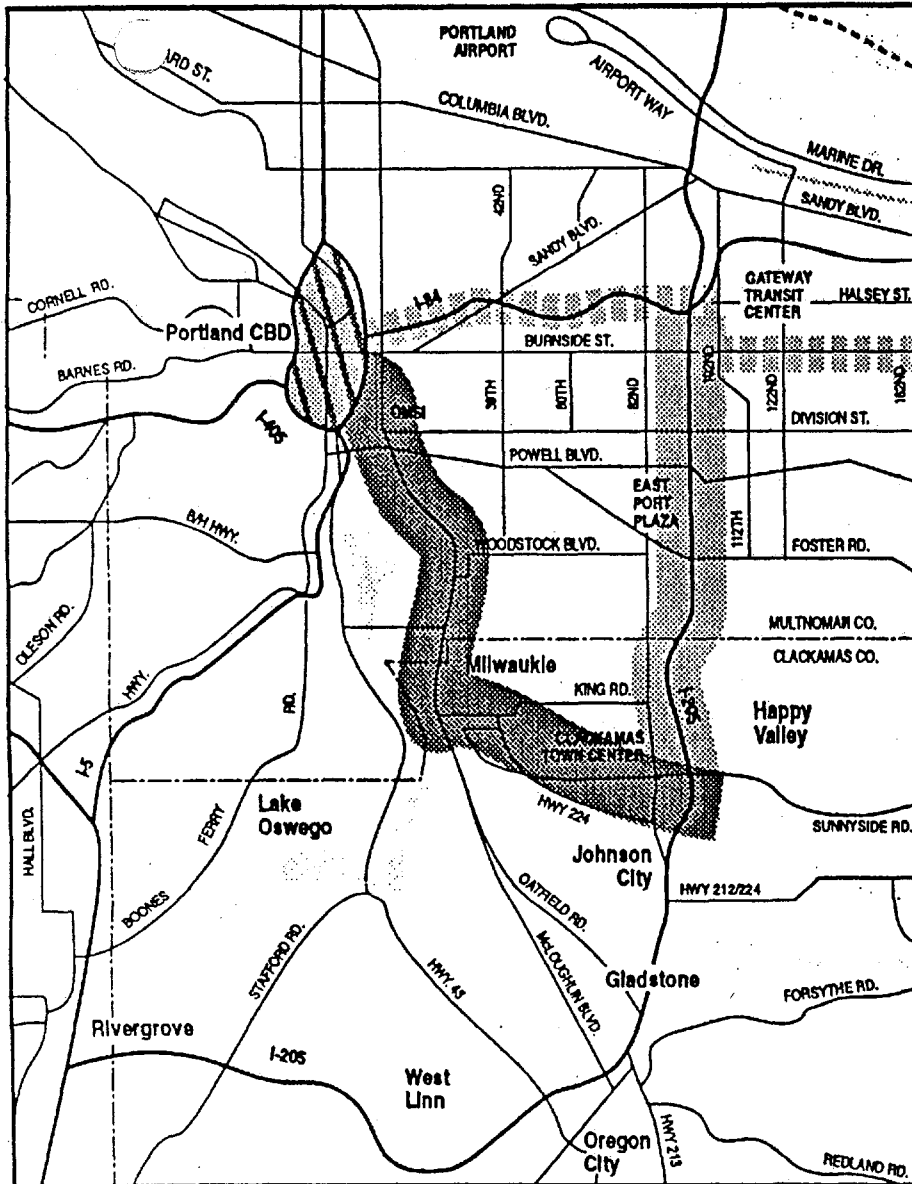 PORTLAND
AIRPORT
ARD ST.
AIRPORT WAY
COLUMBIA BLVD.
MARINE DR.
SANDY BLVD.
42ND
SANDY BLVD.
CORNELL RD.
I-84
GATEWAY
TRANSIT
CENTER
HALSEY ST.
Portland CBD
BURNSIDE ST.
BARNES RD.
39TH
60TH
82ND
102ND
122ND
162ND
I-405
OMSI
DIVISION ST.
POWELL BLVD.
EAST
PORT
PLAZA
112TH
B/H HWY.
WOODSTOCK BLVD.
FOSTER RD.
OLESON RD.
MULTNOMAH CO.
CLACKAMAS CO.
Milwaukie
HWY.
RD.
KING RD.
I-205
Happy
Valley
CLACKAMAS
TOWN CENTER
I-5
HALL BLVD.
Lake
Oswego
FERRY
HWY 224
SUNNYSIDE RD.
Johnson
City
BOONES
OATFIELD RD.
HWY 212/224
STAFFORD RD.
HWY. 43
McLOUGHLIN BLVD.
Gladstone
FORSYTHE RD.
Rivergrove
I-205
West
Linn
Oregon
City
HWY 213
REDLAND RD.